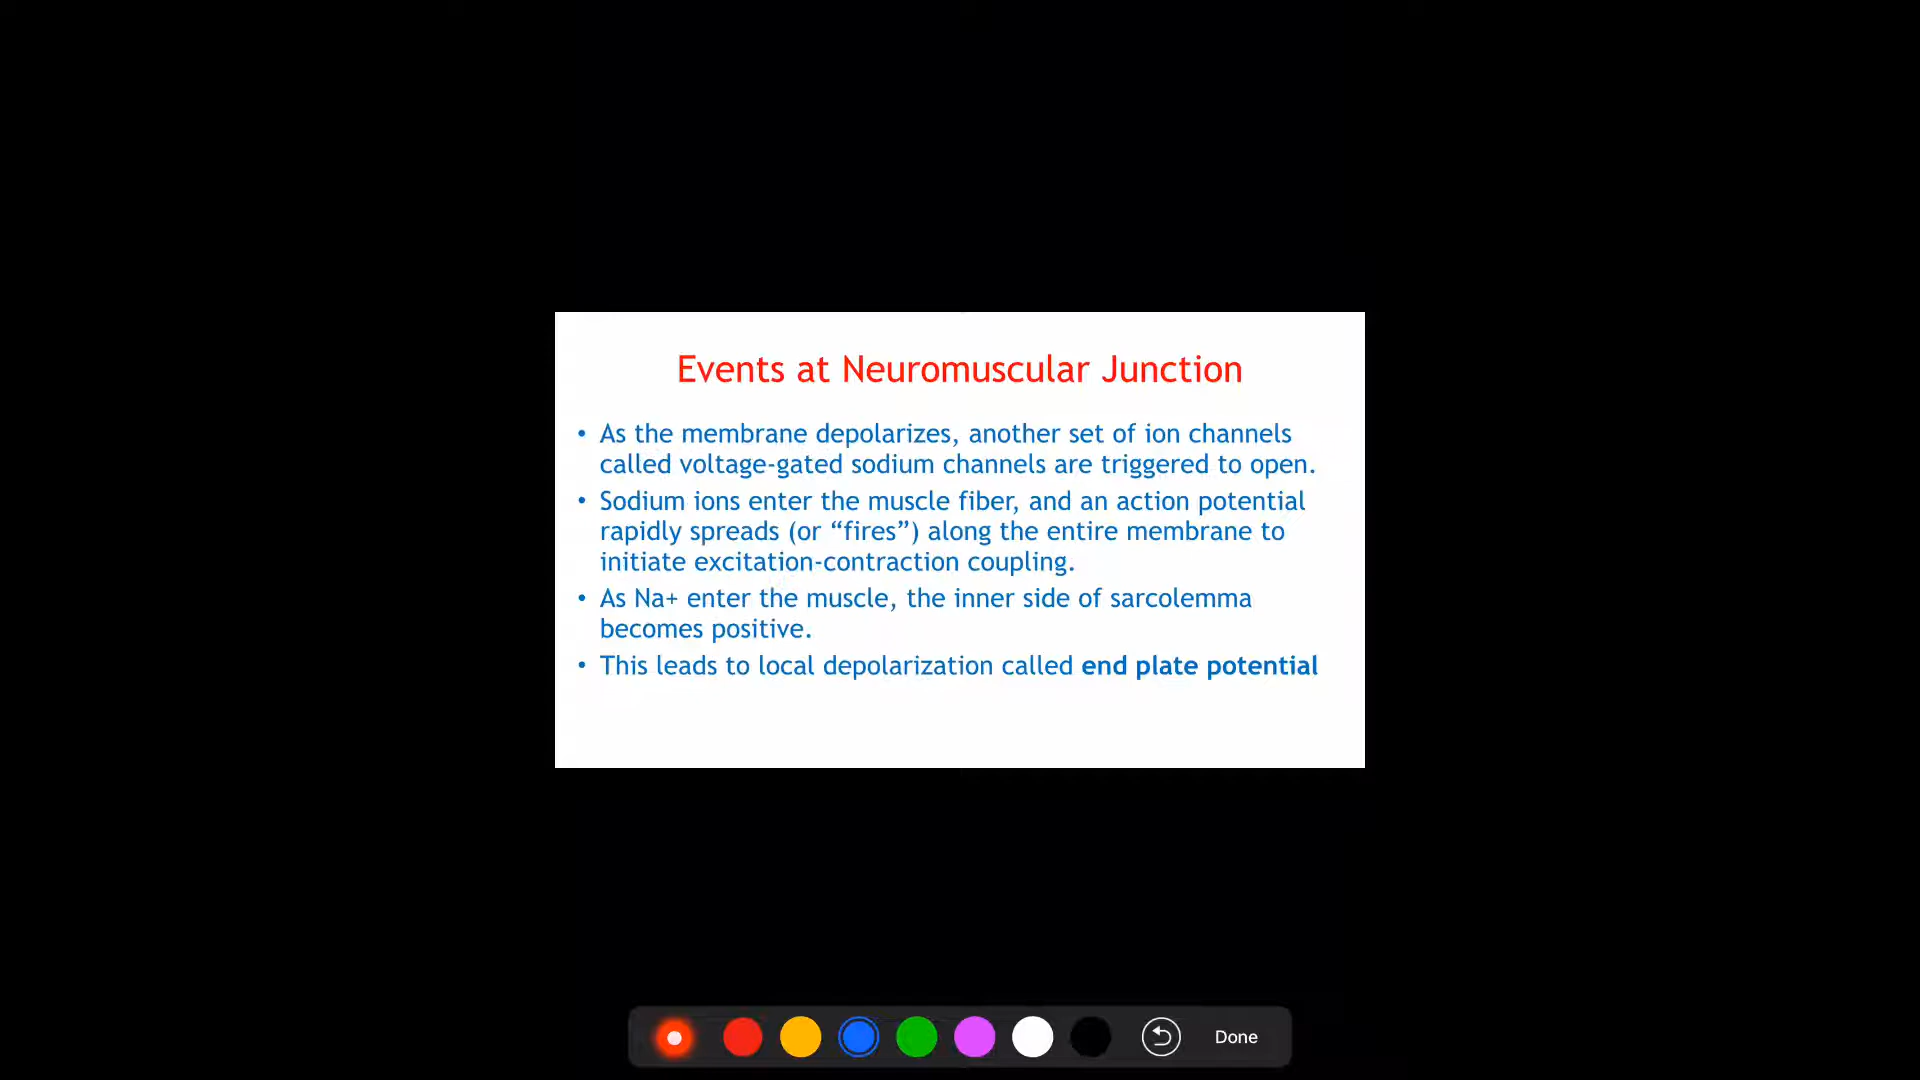 Events at Neuromuscular Junction
• As the membrane depolarizes, another set of ion channels
called voltage-gated sodium channels are triggered to open.
• Sodium ions enter the muscle fiber, and an action potential
rapidly spreads (or “fires”) along the entire membrane to
initiate excitation-contraction coupling.
• As Na+ enter the muscle, the inner side of sarcolemma
becomes positive.
• This leads to local depolarization called end plate potential
Done